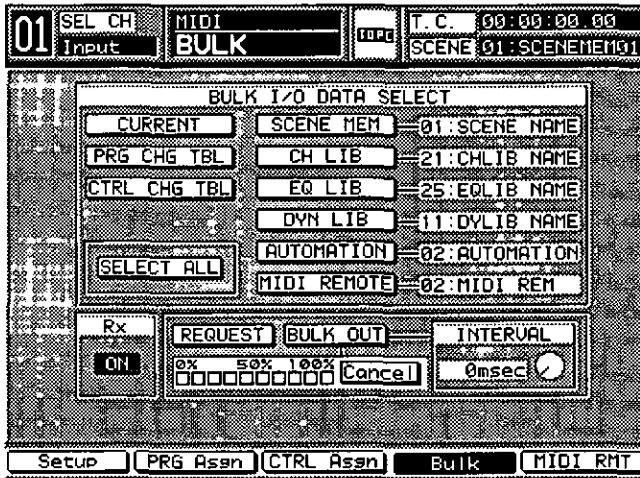 01 SEL CH Input MIDI BULK T.C. 00:00:00.00
SCENE 01:SCENEMEM01
BULK I/O DATA SELECT
CURRENT SCENE MEM 01:SCENE NAME
PRG CHG TBL CH LIB 21:CHLIB NAME
CTRL CHG TBL EQ LIB 25:EQLIB NAME
DYN LIB 11:DYLIB NAME
SELECT ALL AUTOMATION 02:AUTOMATION
MIDI REMOTE 02:MIDI REM
Rx REQUEST BULK OUT INTERVAL
ON 0% 50% 100% Cancel 0msec
Setup PRG Asgn CTRL Asgn Bulk MIDI RMT